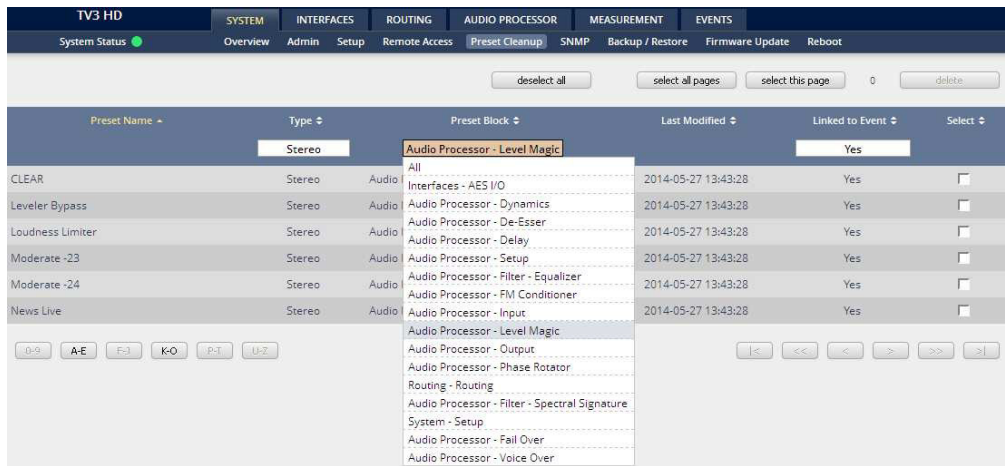 TV3 HD SYSTEM INTERFACES ROUTING AUDIO PROCESSOR MEASUREMENT EVENTS
System Status Overview Admin Setup Remote Access Preset Cleanup SNMP Backup / Restore Firmware Update Reboot
deselect all select all pages select this page 0 delete
Preset Name Type Preset Block Last Modified Linked to Event Select
Stereo Audio Processor - Level Magic Yes
All
CLEAR Stereo Audio 2014-05-27 13:43:28 Yes
Interfaces - AES I/O
Leveler Bypass Stereo Audio Audio Processor - Dynamics 2014-05-27 13:43:28 Yes
Audio Processor - De-Esser
Loudness Limiter Stereo Audio 2014-05-27 13:43:28 Yes
Audio Processor - Delay
Moderate -23 Stereo Audio Audio Processor - Setup 2014-05-27 13:43:28 Yes
Audio Processor - Filter - Equalizer
Moderate -24 Stereo Audio 2014-05-27 13:43:28 Yes
Audio Processor - FM Conditioner
News Live Stereo Audio Audio Processor - Input 2014-05-27 13:43:28 Yes
Audio Processor - Level Magic
0-9 A-E F-J K-O P-T U-Z Audio Processor - Output |< << < > >> >|
Audio Processor - Phase Rotator
Routing - Routing
Audio Processor - Filter - Spectral Signature
System - Setup
Audio Processor - Fail Over
Audio Processor - Voice Over